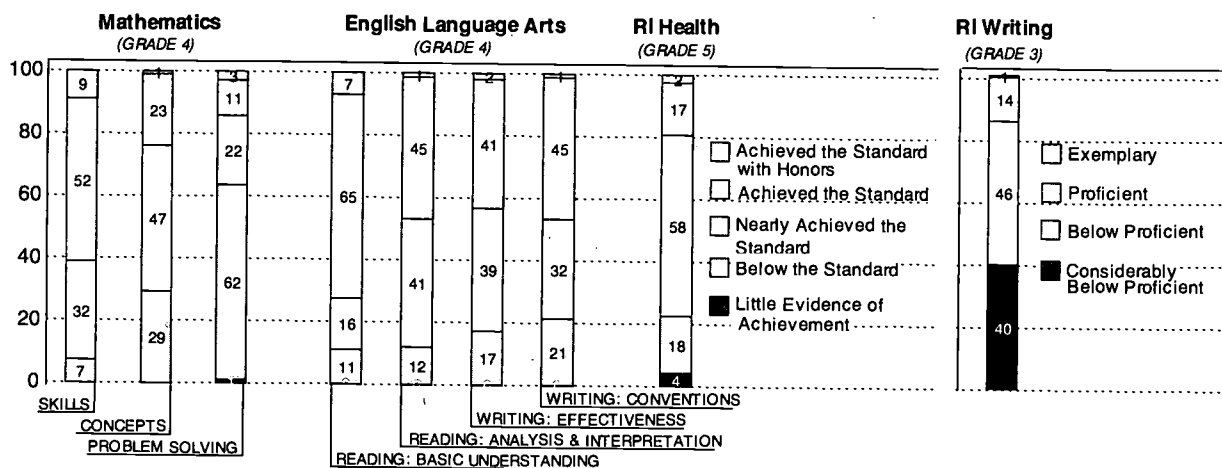 Mathematics
(GRADE 4)
English Language Arts
(GRADE 4)
RI Health
(GRADE 5)
RI Writing
(GRADE 3)
100
80
60
40
20
0
9
52
32
7
1
23
47
29
3
11
22
62
7
65
16
11
1
45
41
12
2
41
39
17
1
45
32
21
2
17
58
18
4
1
14
46
40
Achieved the Standard
with Honors
Achieved the Standard
Nearly Achieved the
Standard
Below the Standard
Little Evidence of
Achievement
Exemplary
Proficient
Below Proficient
Considerably
Below Proficient
SKILLS
CONCEPTS
PROBLEM SOLVING
WRITING: CONVENTIONS
WRITING: EFFECTIVENESS
READING: ANALYSIS & INTERPRETATION
READING: BASIC UNDERSTANDING